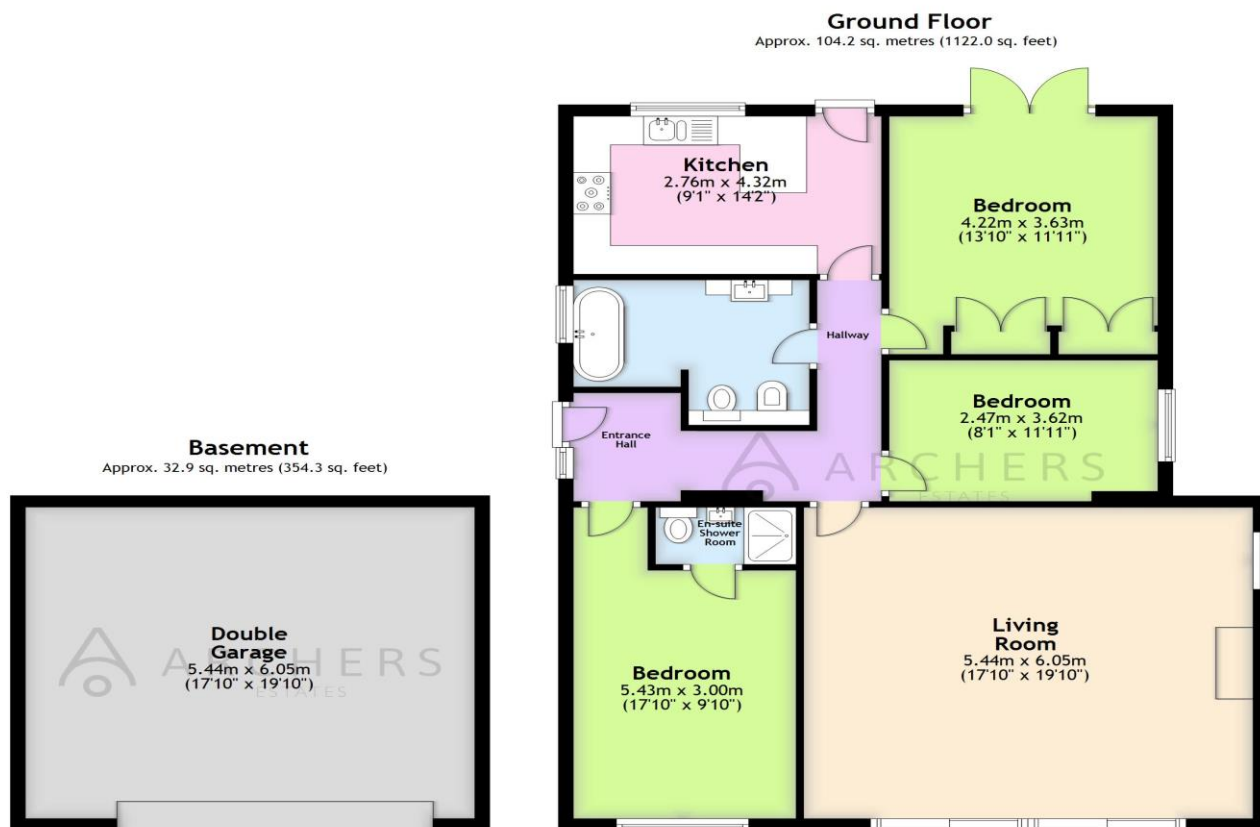 Ground Floor
Approx. 104.2 sq. metres (1122.0 sq. feet)
Kitchen
2.76m x 4.32m
(9'1" x 14'2")
Bedroom
4.22m x 3.63m
(13'10" x 11'11")
Hallway
Bedroom
2.47m x 3.62m
(8'1" x 11'11")
Entrance
Hall
ARCHERS
ESTATES
Basement
Approx. 32.9 sq. metres (354.3 sq. feet)
En-suite
Shower
Room
Double
Garage
5.44m x 6.05m
(17'10" x 19'10")
ARCHERS
ESTATES
Bedroom
5.43m x 3.00m
(17'10" x 9'10")
Living
Room
5.44m x 6.05m
(17'10" x 19'10")